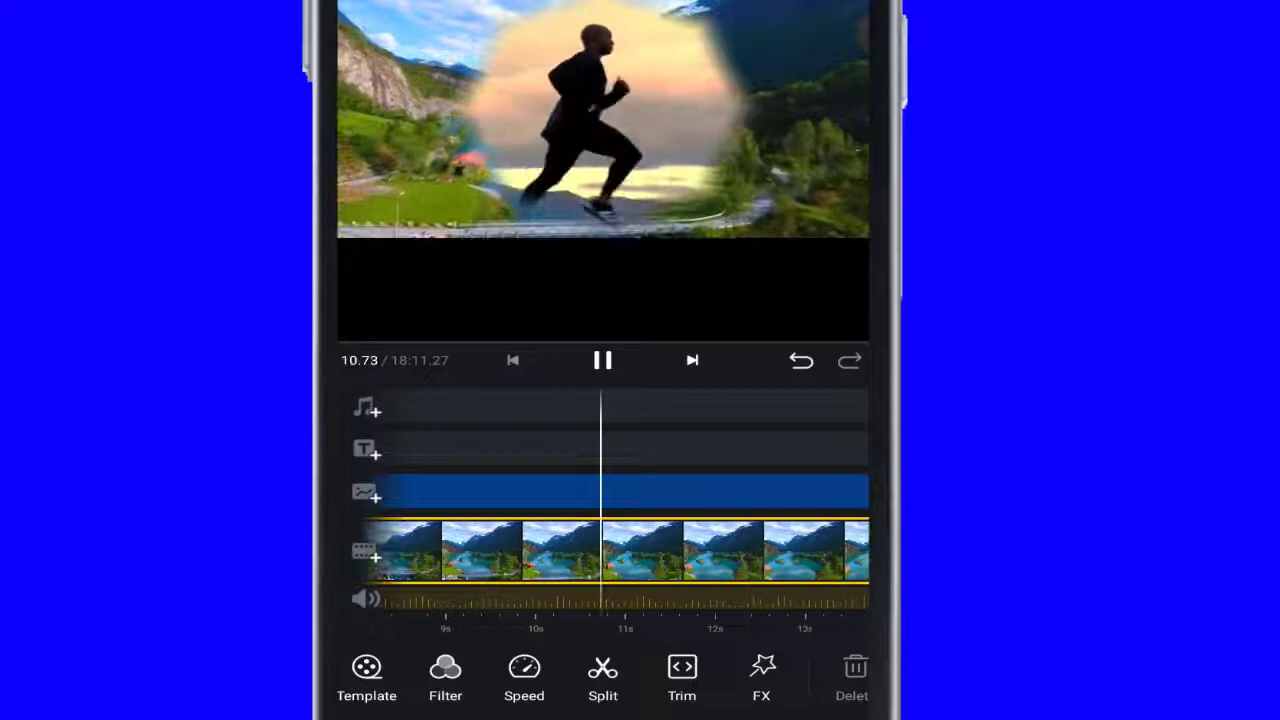 10.73 / 18:11.27
T
9s 10s 11s 12s 13s
Template Filter Speed Split Trim FX Delet